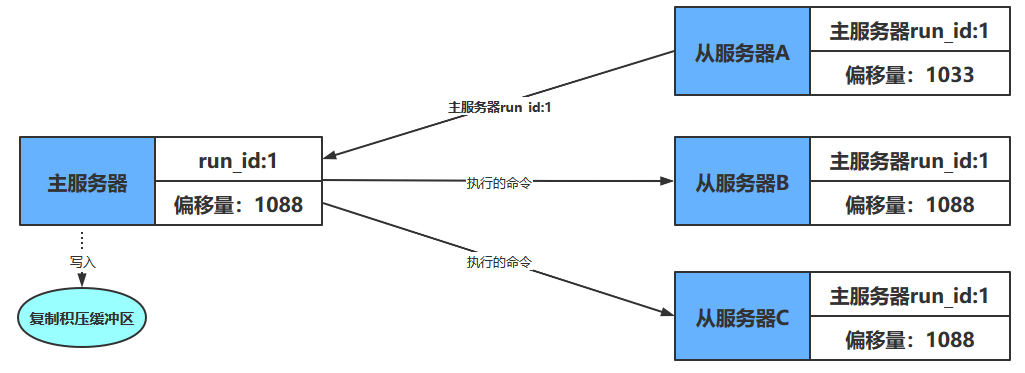 主服务器run_id:1
从服务器A
偏移量：1033
主服务器run_id:1
主服务器
run_id:1
偏移量：1088
执行的命令
从服务器B
主服务器run_id:1
偏移量：1088
写入
复制积压缓冲区
执行的命令
从服务器C
主服务器run_id:1
偏移量：1088